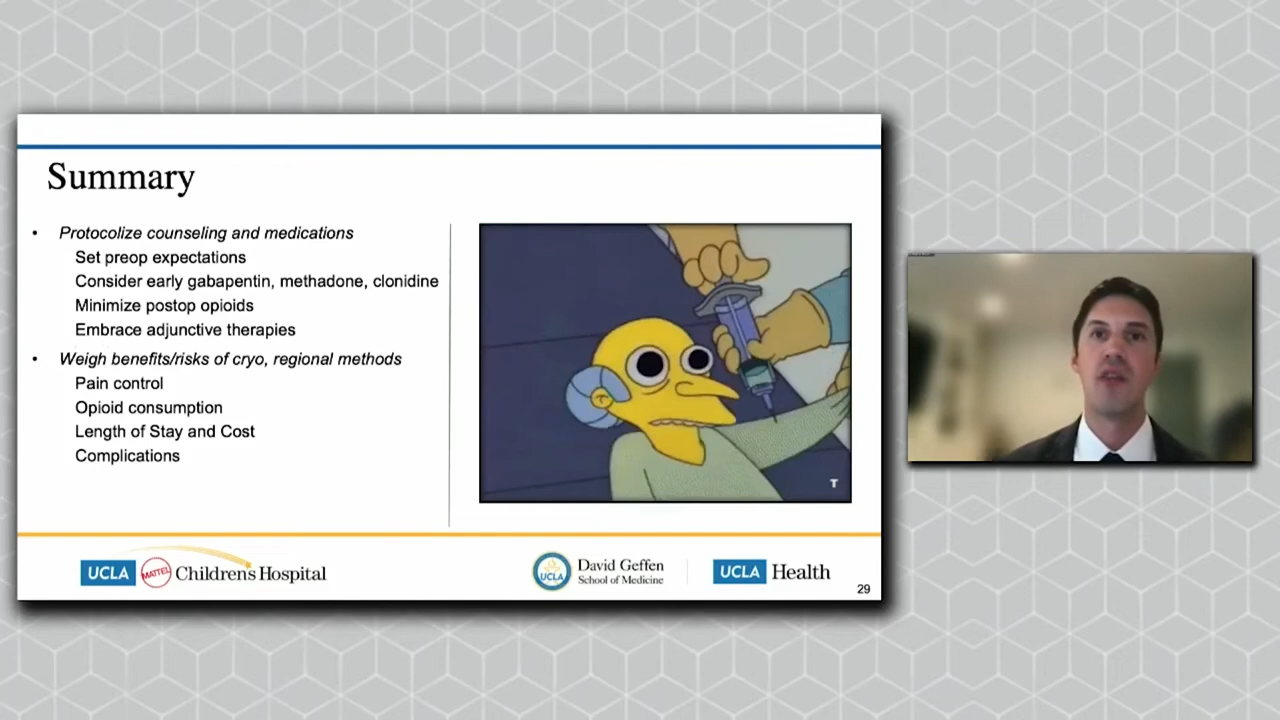 Summary
• Protocolize counseling and medications
Set preop expectations
Consider early gabapentin, methadone, clonidine
Minimize postop opioids
Embrace adjunctive therapies
• Weigh benefits/risks of cryo, regional methods
Pain control
Opioid consumption
Length of Stay and Cost
Complications
T
UCLA MATTEL Children's Hospital
UCLA David Geffen
School of Medicine
UCLA Health
29